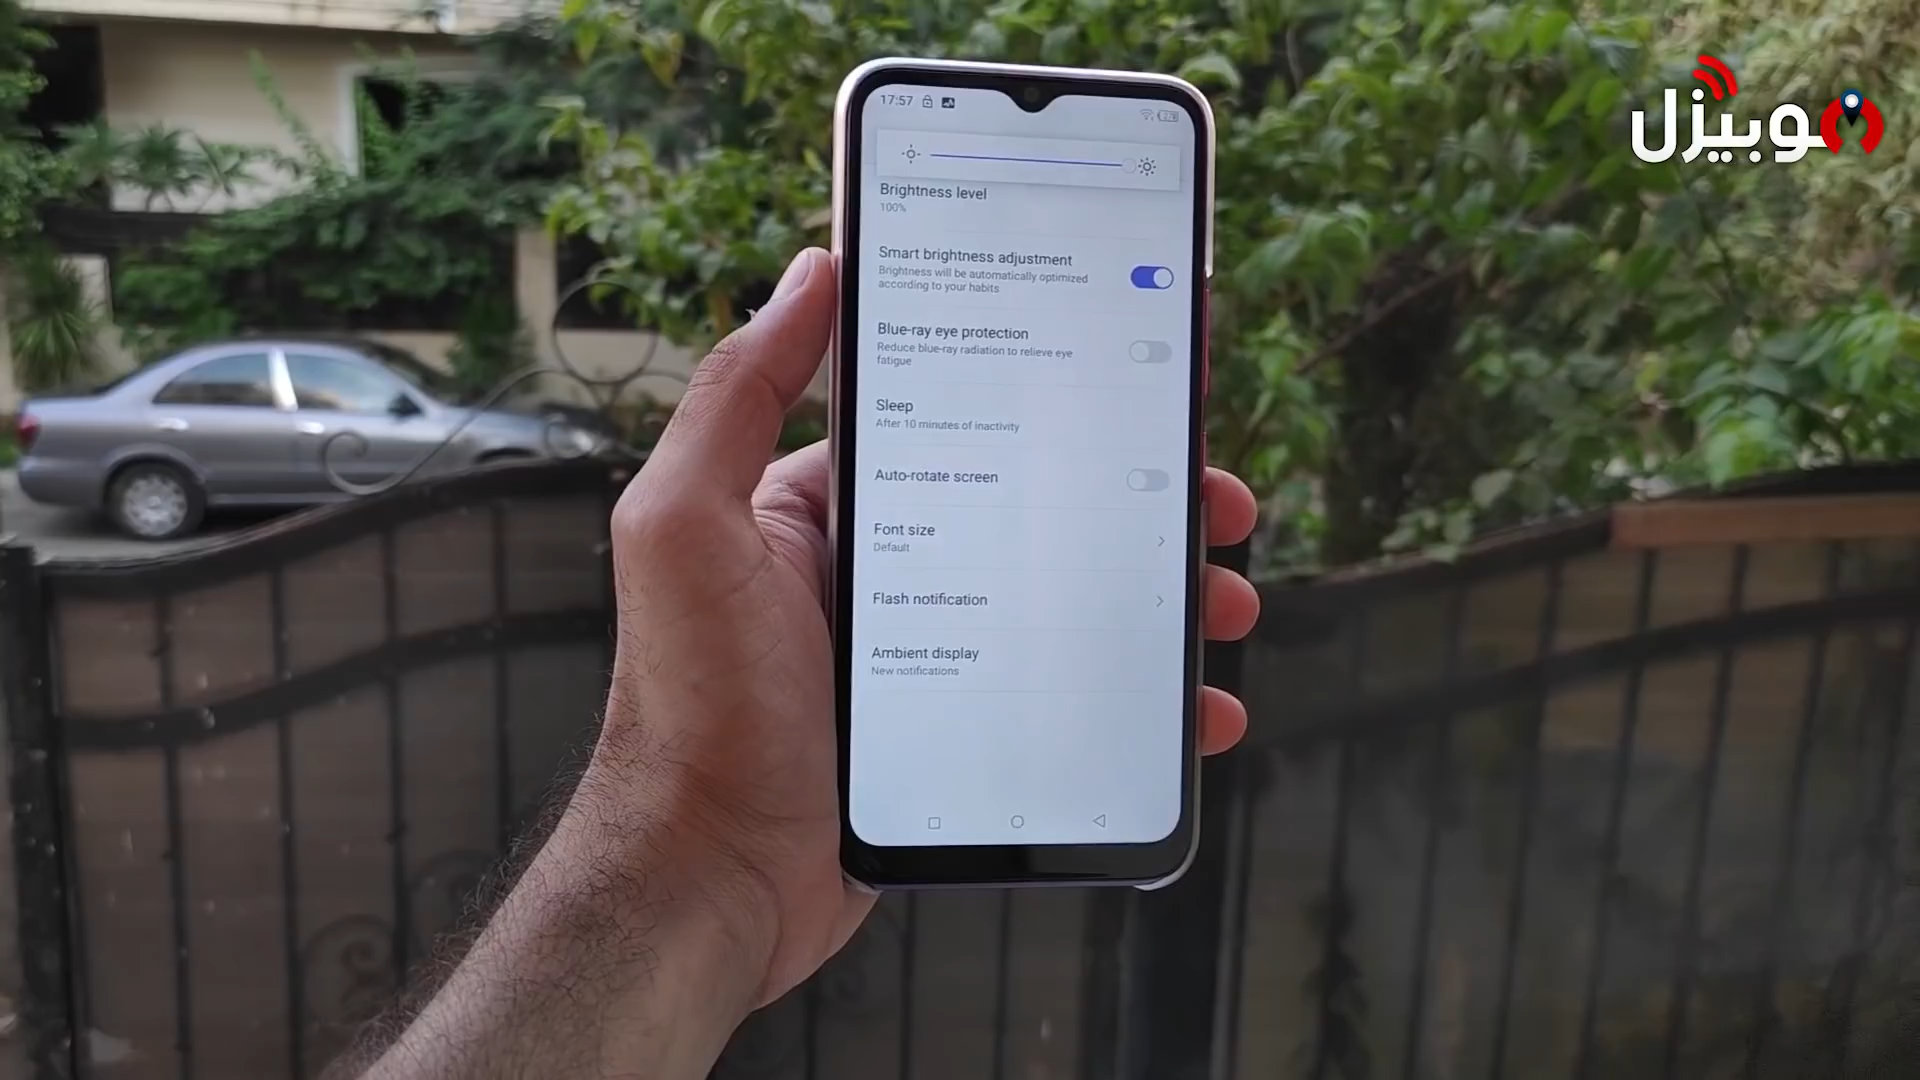 17:57
Brightness level
100%
Smart brightness adjustment
Brightness will be automatically optimized
according to your habits
Blue-ray eye protection
Reduce blue-ray radiation to relieve eye
fatigue
Sleep
After 10 minutes of inactivity
Auto-rotate screen
Font size
Default
Flash notification
Ambient display
New notifications
موبيزل